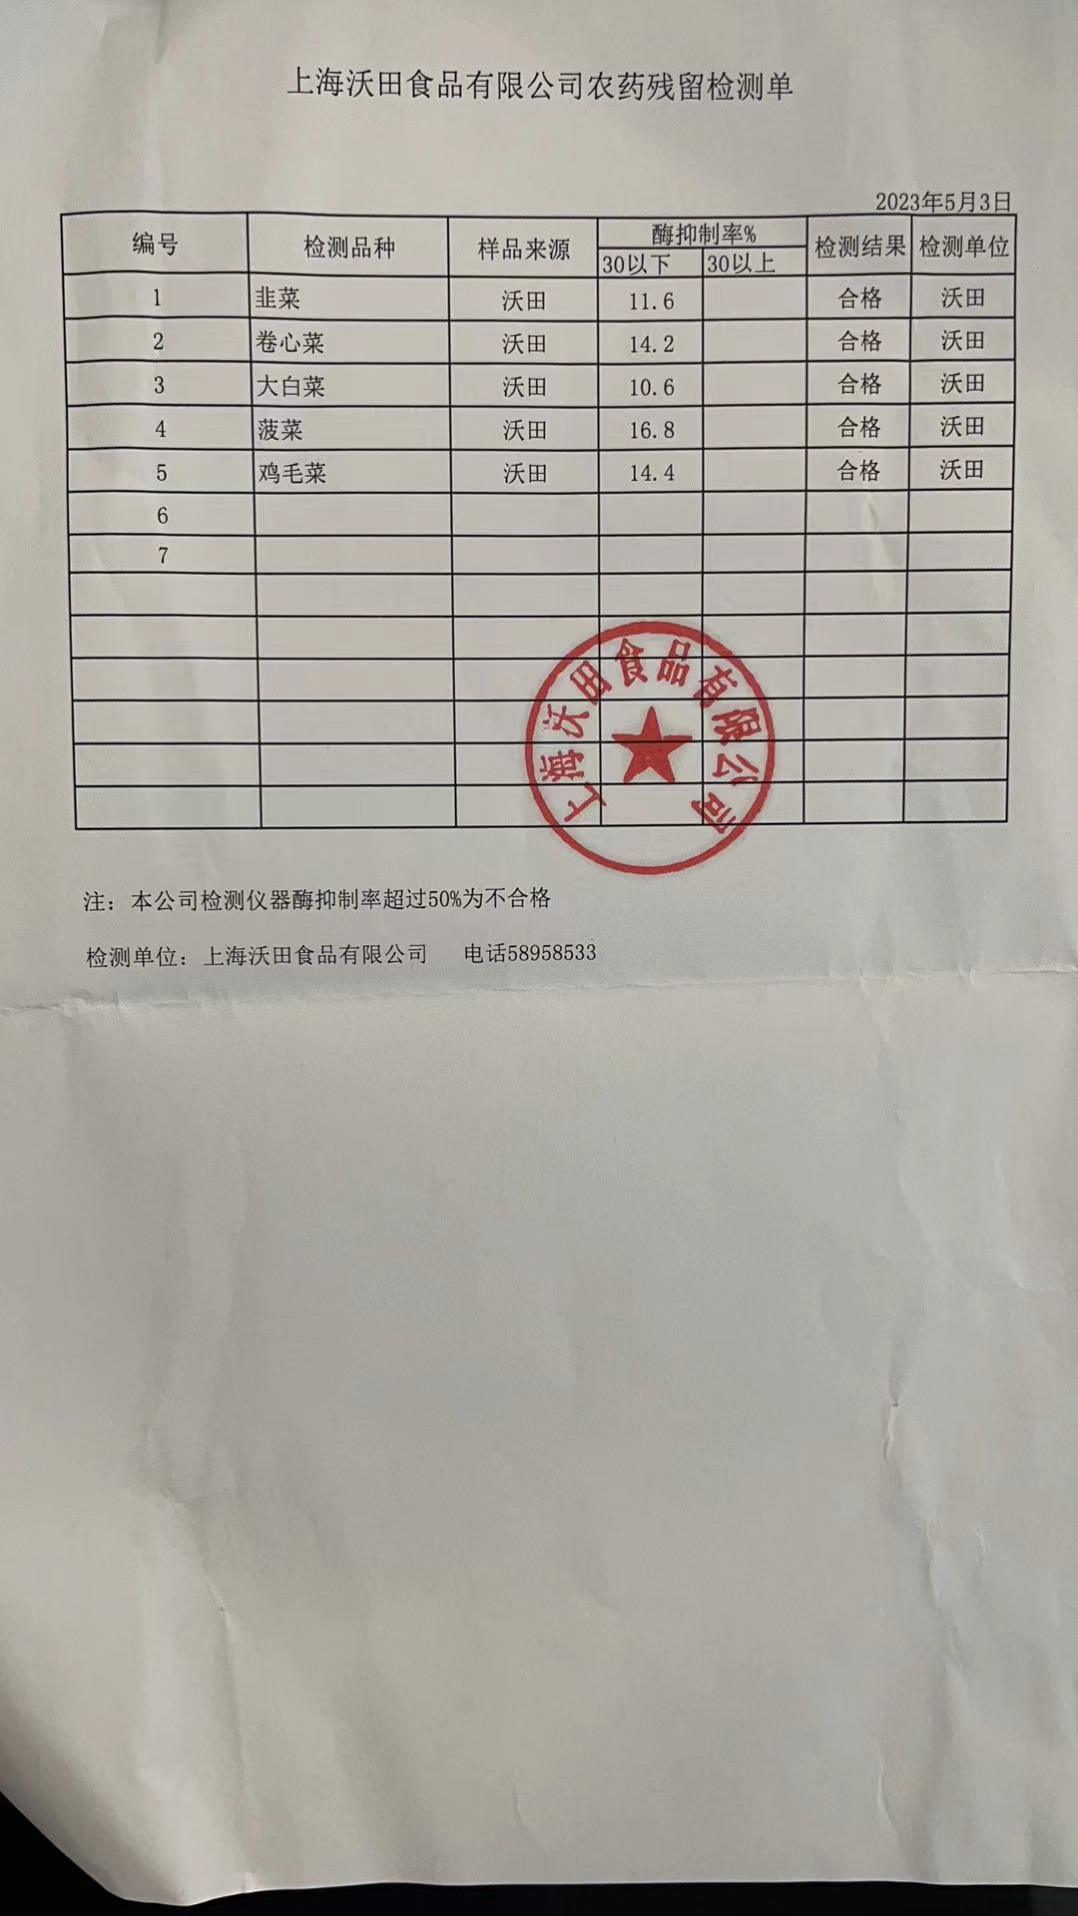 上海沃田食品有限公司农药残留检测单
2023年5月3日
编号 检测品种 样品来源 酶抑制率% 检测结果 检测单位
30以下 30以上
1 韭菜 沃田 11.6 合格 沃田
2 卷心菜 沃田 14.2 合格 沃田
3 大白菜 沃田 10.6 合格 沃田
4 菠菜 沃田 16.8 合格 沃田
5 鸡毛菜 沃田 14.4 合格 沃田
6
7
上海沃田食品有限公司
注：本公司检测仪器酶抑制率超过50%为不合格
检测单位：上海沃田食品有限公司 电话58958533